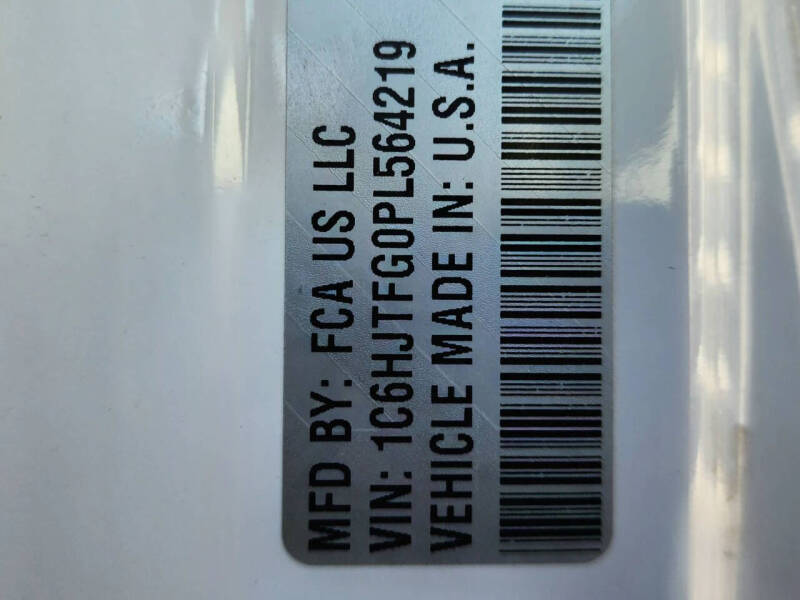 MFD BY: FCA US LLC
VIN: 1C6HJTFG0PL564219
VEHICLE MADE IN: U.S.A.